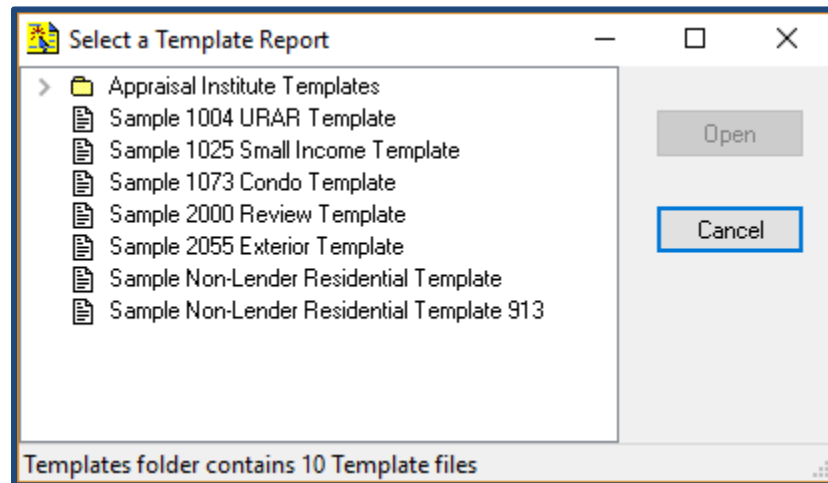 Select a Template Report
Appraisal Institute Templates
Sample 1004 URAR Template
Sample 1025 Small Income Template
Sample 1073 Condo Template
Sample 2000 Review Template
Sample 2055 Exterior Template
Sample Non-Lender Residential Template
Sample Non-Lender Residential Template 913
Open
Cancel
Templates folder contains 10 Template files